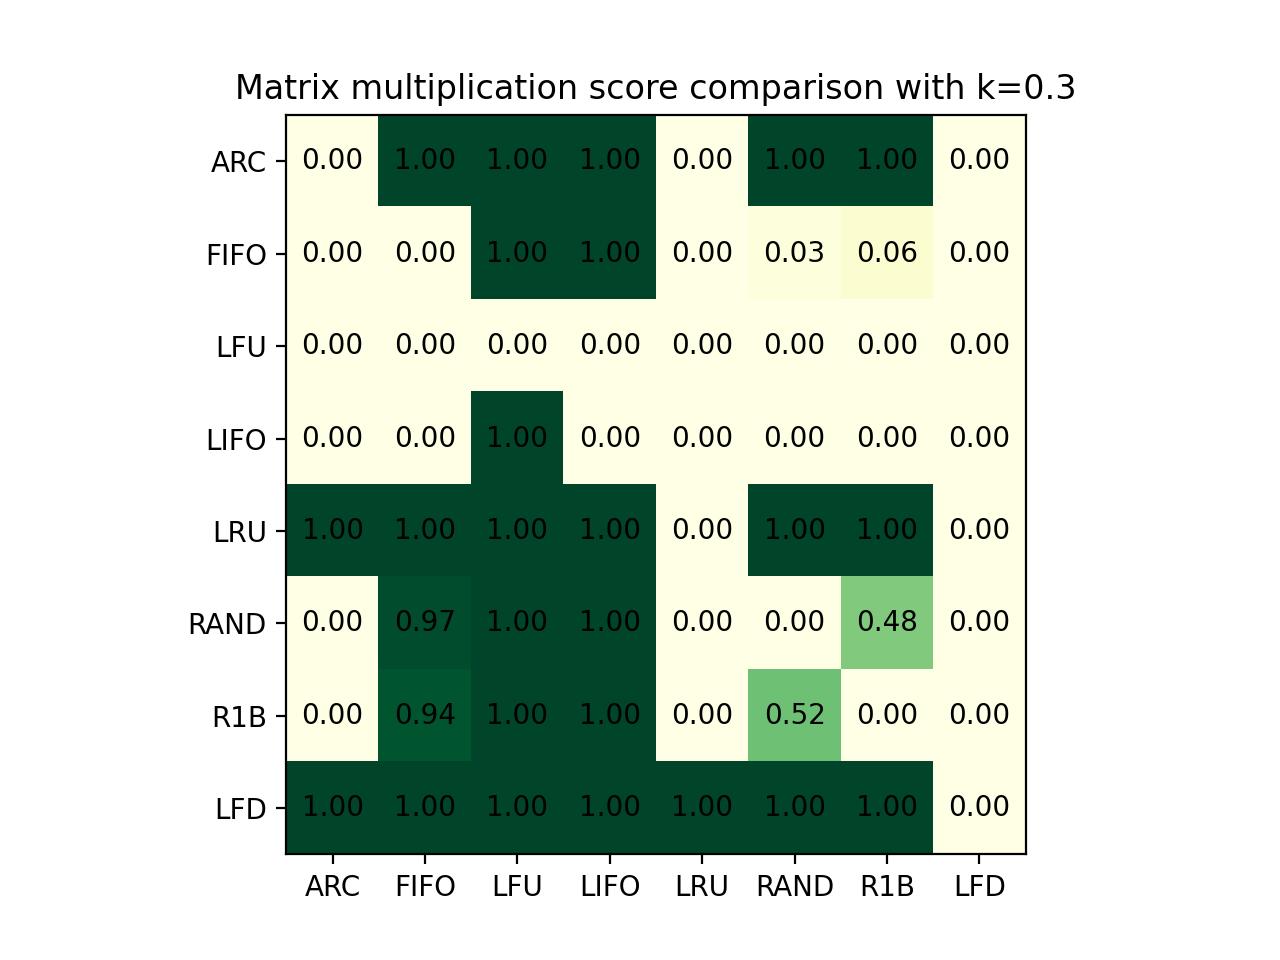 Matrix multiplication score comparison with k=0.3
ARC 0.00 1.00 1.00 1.00 0.00 1.00 1.00 0.00
FIFO 0.00 0.00 1.00 1.00 0.00 0.03 0.06 0.00
LFU 0.00 0.00 0.00 0.00 0.00 0.00 0.00 0.00
LIFO 0.00 0.00 1.00 0.00 0.00 0.00 0.00 0.00
LRU 1.00 1.00 1.00 1.00 0.00 1.00 1.00 0.00
RAND 0.00 0.97 1.00 1.00 0.00 0.00 0.48 0.00
R1B 0.00 0.94 1.00 1.00 0.00 0.52 0.00 0.00
LFD 1.00 1.00 1.00 1.00 1.00 1.00 1.00 0.00
ARC FIFO LFU LIFO LRU RAND R1B LFD